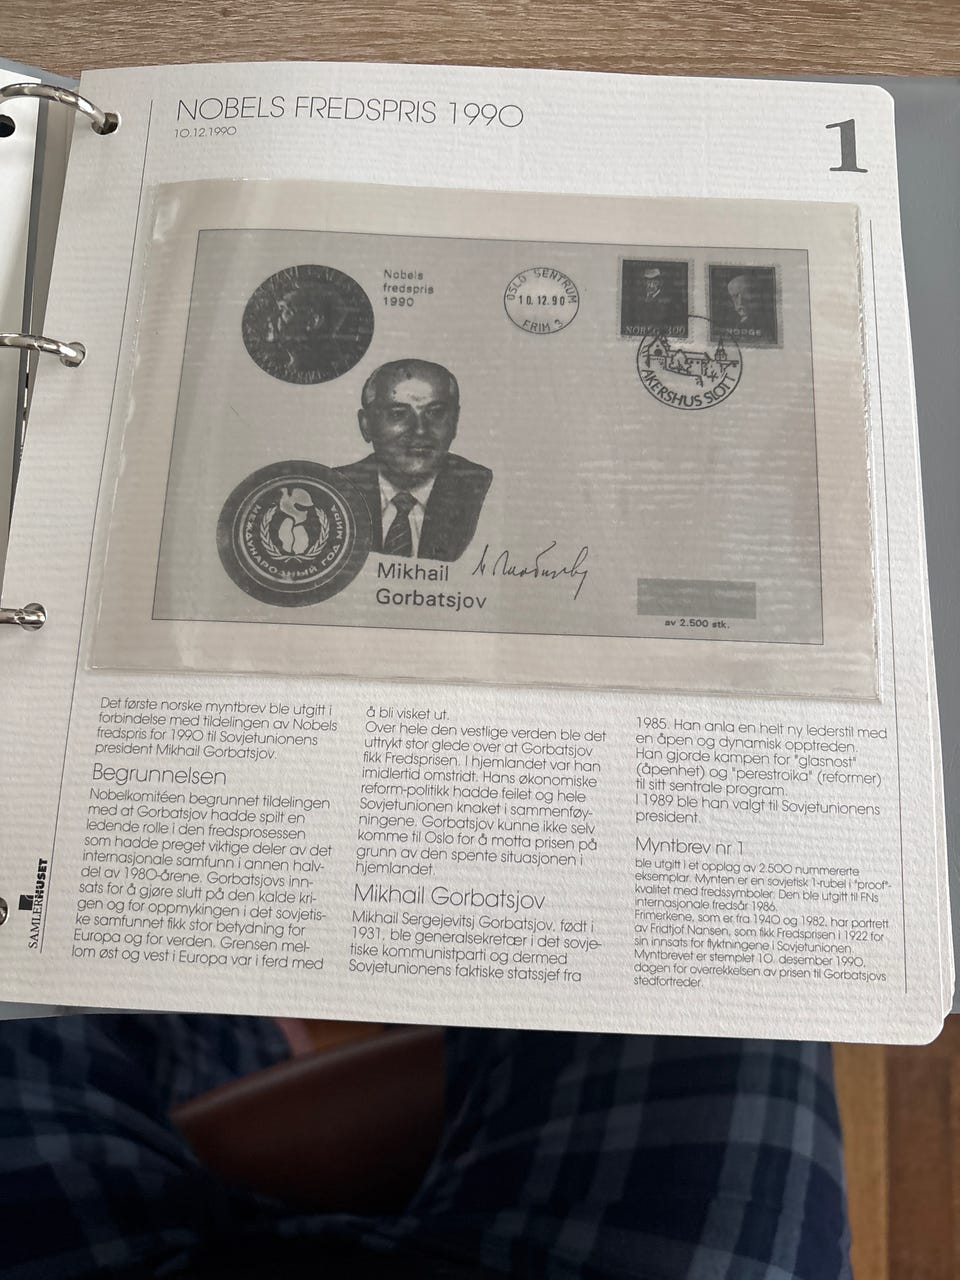 NOBELS FREDSPRIS 1990
10.12.1990
1
Nobels
fredspris
1990
OSLO SENTRUM
10.12.90
FRIM 3
NOREG 3.00
NORGE
AKERSHUS SLOTT
МЕЖДУНАРОДНЫЙ ГОД МИРА
Mikhail
Gorbatsjov
av 2.500 stk.
Det første norske myntbrev ble utgitt i
forbindelse med tildelingen av Nobels
fredspris for 1990 til Sovjetunionens
president Mikhail Gorbatsjov.
Begrunnelsen
Nobelkomitéen begrunnet tildelingen
med at Gorbatsjov hadde spilt en
ledende rolle i den fredsprosessen
som hadde preget viktige deler av det
internasjonale samfunn i annen halv-
del av 1980-årene. Gorbatsjovs inn-
sats for å gjøre slutt på den kalde kri-
gen og for oppmykingen i det sovjetis-
ke samfunnet fikk stor betydning for
Europa og for verden. Grensen mel-
lom øst og vest i Europa var i ferd med
å bli visket ut.
Over hele den vestlige verden ble det
uttrykt stor glede over at Gorbatsjov
fikk Fredsprisen. I hjemlandet var han
imidlertid omstridt. Hans økonomiske
reform-politikk hadde feilet og hele
Sovjetunionen knaket i sammenføy-
ningene. Gorbatsjov kunne ikke selv
komme til Oslo for å motta prisen på
grunn av den spente situasjonen i
hjemlandet.
Mikhail Gorbatsjov
Mikhail Sergejevitsj Gorbatsjov, født i
1931, ble generalsekretær i det sovje-
tiske kommunistparti og dermed
Sovjetunionens faktiske statssjef fra
1985. Han anla en helt ny lederstil med
en åpen og dynamisk opptreden.
Han gjorde kampen for "glasnost"
(åpenhet) og "perestroika" (reformer)
til sitt sentrale program.
I 1989 ble han valgt til Sovjetunionens
president.
Myntbrev nr 1
ble utgitt i et opplag av 2.500 nummererte
eksemplar. Mynten er en sovjetisk 1-rubel i "proof"-
kvalitet med fredssymboler. Den ble utgitt til FNs
internasjonale fredsår 1986.
Frimerkene, som er fra 1940 og 1982, har portrett
av Fridtjof Nansen, som fikk Fredsprisen i 1922 for
sin innsats for flyktningene i Sovjetunionen.
Myntbrevet er stemplet 10. desember 1990,
dagen for overrekkelsen av prisen til Gorbatsjovs
stedfortreder.
SAMLERHUSET